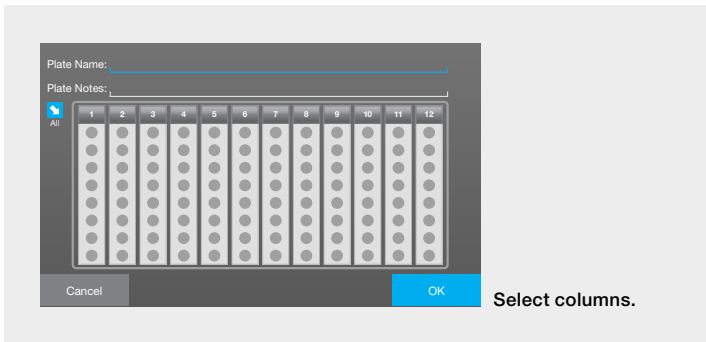 Plate Name:
Plate Notes:
All
1 2 3 4 5 6 7 8 9 10 11 12
Cancel
OK
Select columns.